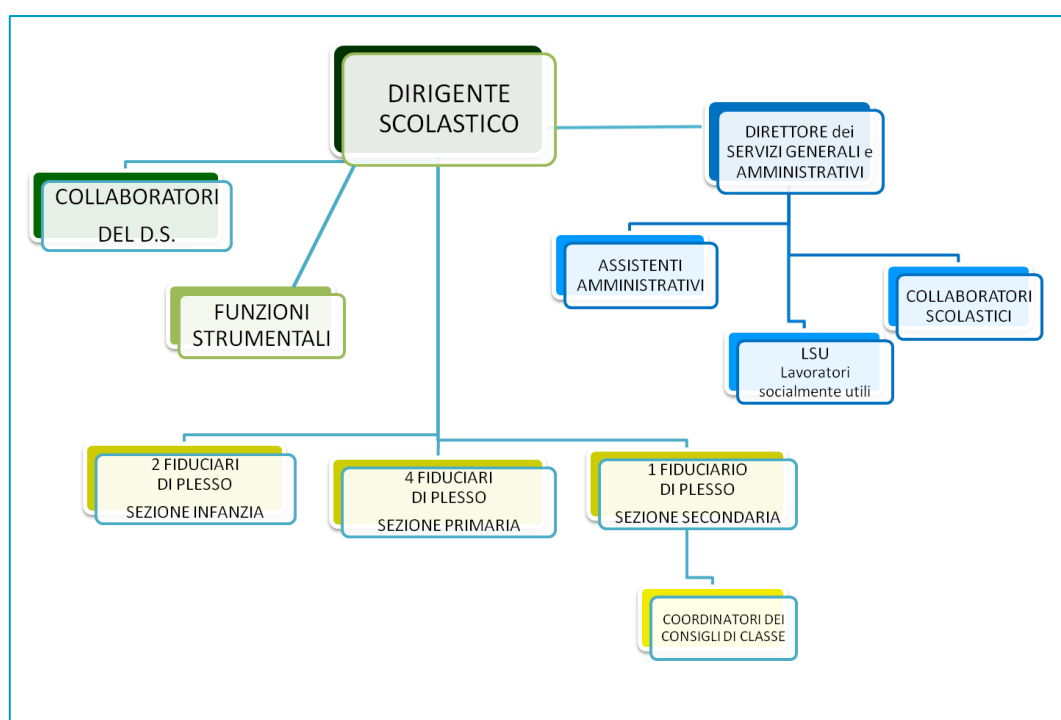 DIRIGENTE
SCOLASTICO
DIRETTORE dei
SERVIZI GENERALI e
AMMINISTRATIVI
COLLABORATORI
DEL D.S.
ASSISTENTI
AMMINISTRATIVI
COLLABORATORI
SCOLASTICI
FUNZIONI
STRUMENTALI
LSU
Lavoratori
socialmente utili
2 FIDUCIARI
DI PLESSO
SEZIONE INFANZIA
4 FIDUCIARI
DI PLESSO
SEZIONE PRIMARIA
1 FIDUCIARIO
DI PLESSO
SEZIONE SECONDARIA
COORDINATORI DEI
CONSIGLI DI CLASSE